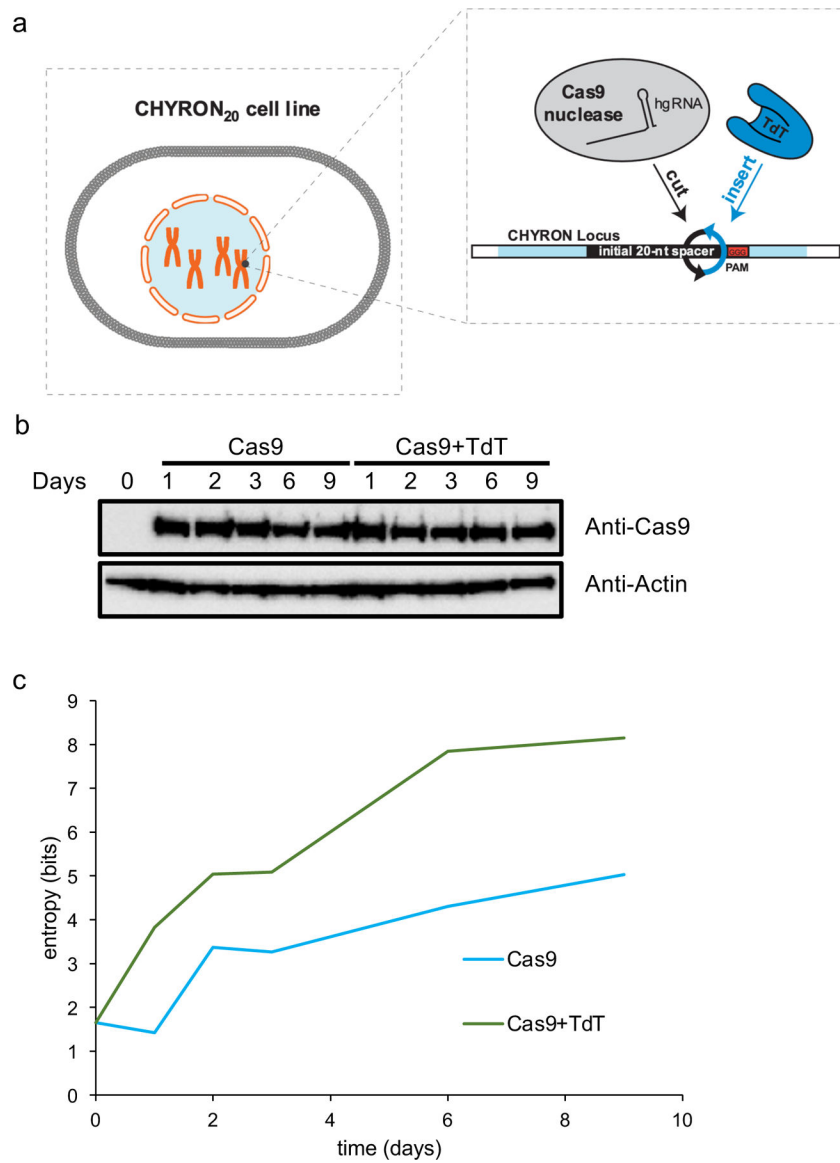 a
CHYRON20 cell line
Cas9
nuclease
hgRNA
TdT
cut
insert
CHYRON Locus
initial 20-nt spacer
PAM
b
Cas9
Cas9+TdT
Days
0 1 2 3 6 9 1 2 3 6 9
Anti-Cas9
Anti-Actin
c
9
8
7
6
5
4
3
2
1
0
entropy (bits)
Cas9
Cas9+TdT
0 2 4 6 8 10
time (days)